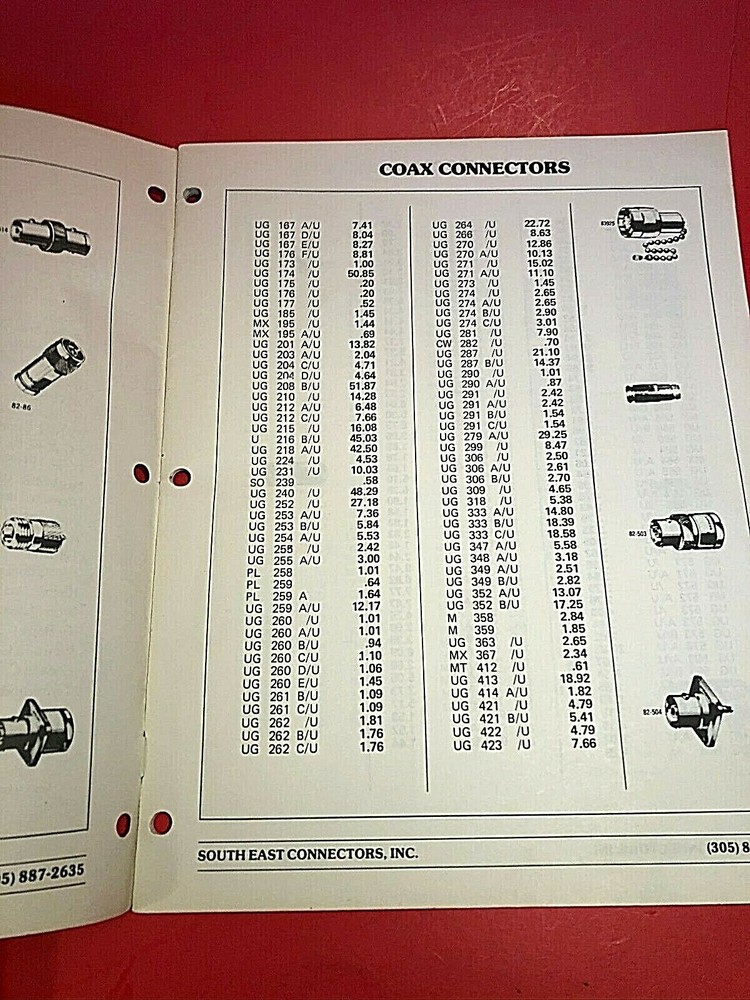 COAX CONNECTORS
UG 167 A/U 7.41
UG 167 D/U 8.04
UG 167 E/U 8.27
UG 176 F/U 8.81
UG 173 /U 1.00
UG 174 /U 50.85
UG 175 /U .20
UG 176 /U .20
UG 177 /U .52
UG 185 /U 1.45
MX 195 /U 1.44
MX 195 A/U .69
UG 201 A/U 13.82
UG 203 A/U 2.04
UG 204 C/U 4.71
UG 204 D/U 4.64
UG 208 B/U 51.87
UG 210 /U 14.28
UG 212 A/U 6.48
UG 212 C/U 7.66
UG 215 /U 16.08
U 216 B/U 45.03
UG 218 A/U 42.50
UG 224 /U 4.53
UG 231 /U 10.03
SO 239 .58
UG 240 /U 48.29
UG 252 /U 27.18
UG 253 A/U 7.36
UG 253 B/U 5.84
UG 254 A/U 5.53
UG 255 /U 2.42
UG 255 A/U 3.00
PL 258 1.01
PL 259 .64
PL 259 A 1.64
UG 259 A/U 12.17
UG 260 /U 1.01
UG 260 A/U 1.01
UG 260 B/U .94
UG 260 C/U 1.10
UG 260 D/U 1.06
UG 260 E/U 1.45
UG 261 B/U 1.09
UG 261 C/U 1.09
UG 262 /U 1.81
UG 262 B/U 1.76
UG 262 C/U 1.76
UG 264 /U 22.72
UG 266 /U 8.63
UG 270 /U 12.86
UG 270 A/U 10.13
UG 271 /U 15.02
UG 271 A/U 11.10
UG 273 /U 1.45
UG 274 /U 2.65
UG 274 A/U 2.65
UG 274 B/U 2.90
UG 274 C/U 3.01
UG 281 /U 7.90
CW 282 /U .70
UG 287 /U 21.10
UG 287 B/U 14.37
UG 290 /U 1.01
UG 290 A/U .87
UG 291 /U 2.42
UG 291 A/U 2.42
UG 291 B/U 1.54
UG 291 C/U 1.54
UG 279 A/U 29.25
UG 299 /U 8.47
UG 306 /U 2.50
UG 306 A/U 2.61
UG 306 B/U 2.70
UG 309 /U 4.65
UG 318 /U 5.38
UG 333 A/U 14.80
UG 333 B/U 18.39
UG 333 C/U 18.58
UG 347 A/U 5.58
UG 348 A/U 3.18
UG 349 A/U 2.51
UG 349 B/U 2.82
UG 352 A/U 13.07
UG 352 B/U 17.25
M 358 2.84
M 359 1.85
UG 363 /U 2.65
MX 367 /U 2.34
MT 412 /U .61
UG 413 /U 18.92
UG 414 A/U 1.82
UG 421 /U 4.79
UG 421 B/U 5.41
UG 422 /U 4.79
UG 423 /U 7.66
83925
82-503
82-504
82-86
SOUTH EAST CONNECTORS, INC.
(305) 8
05) 887-2635